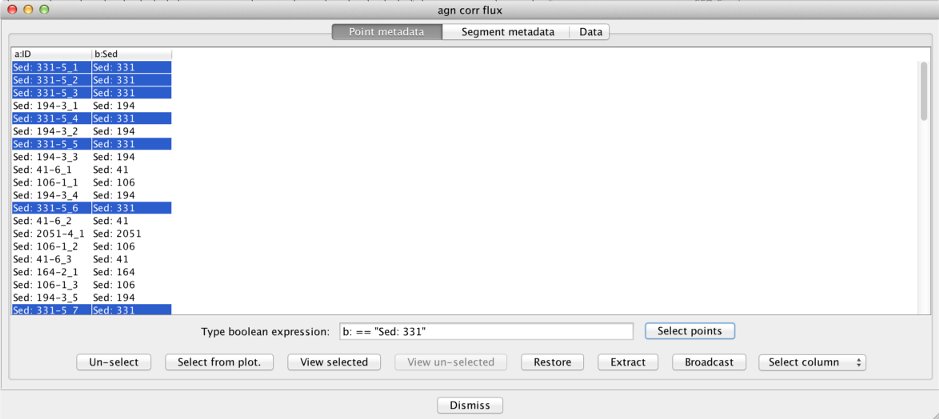 agn corr flux
Point metadata Segment metadata Data
a:ID b:Sed
Sed: 331-5_1 Sed: 331
Sed: 331-5_2 Sed: 331
Sed: 331-5_3 Sed: 331
Sed: 194-3_1 Sed: 194
Sed: 331-5_4 Sed: 331
Sed: 194-3_2 Sed: 194
Sed: 331-5_5 Sed: 331
Sed: 194-3_3 Sed: 194
Sed: 41-6_1 Sed: 41
Sed: 106-1_1 Sed: 106
Sed: 194-3_4 Sed: 194
Sed: 331-5_6 Sed: 331
Sed: 41-6_2 Sed: 41
Sed: 2051-4_1 Sed: 2051
Sed: 106-1_2 Sed: 106
Sed: 41-6_3 Sed: 41
Sed: 164-2_1 Sed: 164
Sed: 106-1_3 Sed: 106
Sed: 194-3_5 Sed: 194
Sed: 331-5_7 Sed: 331
Type boolean expression: b: == "Sed: 331" Select points
Un-select Select from plot. View selected View un-selected Restore Extract Broadcast Select column
Dismiss